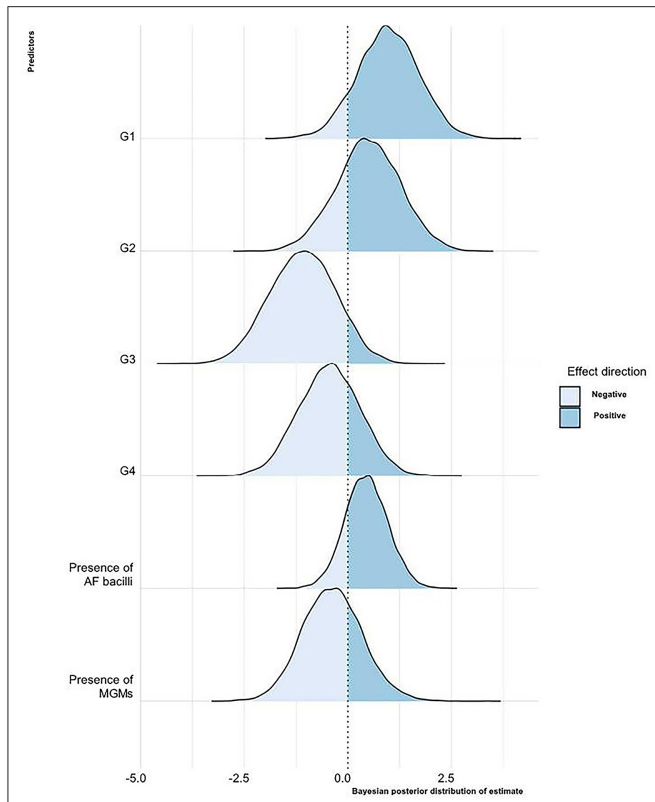 Predictors
G1
G2
G3
G4
Presence of
AF bacilli
Presence of
MGMs
-5.0
-2.5
0.0
2.5
Bayesian posterior distribution of estimate
Effect direction
Negative
Positive